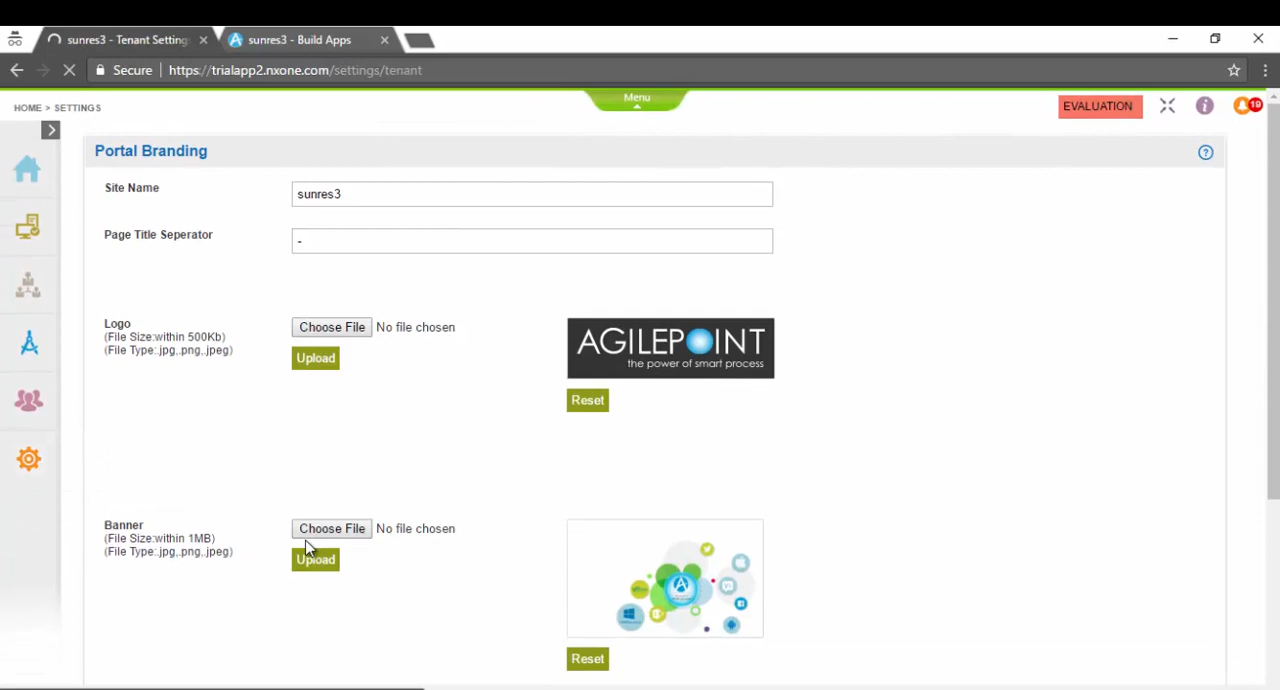 sunres3 - Tenant Setting
sunres3 - Build Apps
Secure
https://trialapp2.nxone.com/settings/tenant
HOME > SETTINGS
Menu
EVALUATION
19
Portal Branding
Site Name
sunres3
Page Title Seperator
-
Logo
(File Size:within 500Kb)
(File Type:.jpg,.png,.jpeg)
Choose File No file chosen
Upload
AGILEPOINT
the power of smart process
Reset
Banner
(File Size:within 1MB)
(File Type:.jpg,.png,.jpeg)
Choose File No file chosen
Upload
Reset